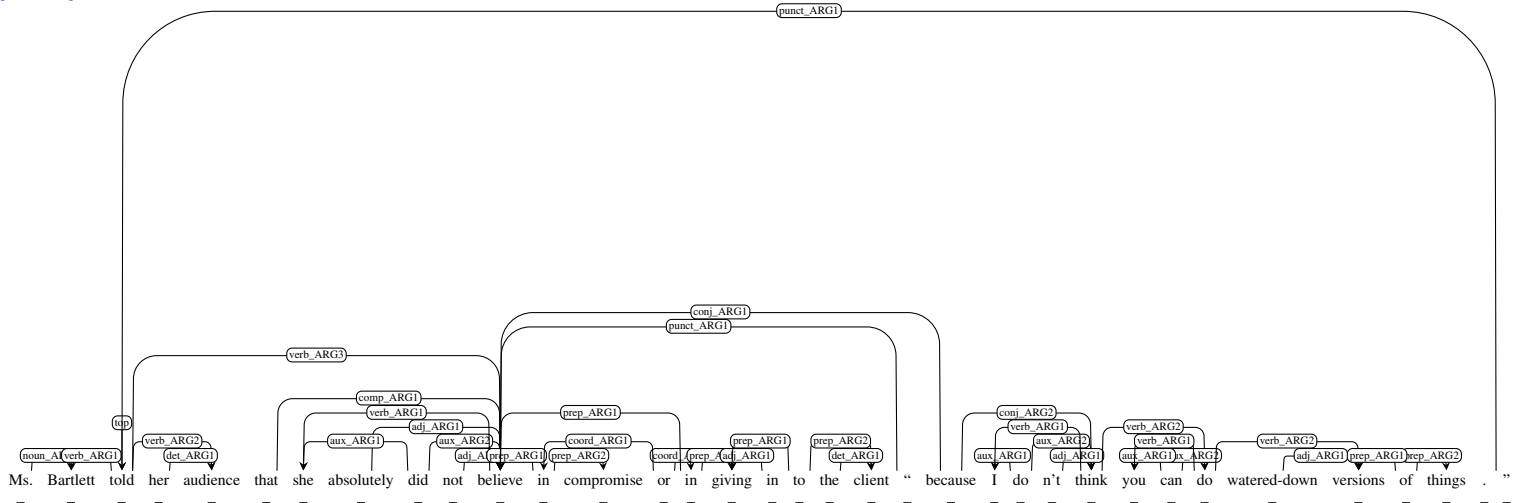 punct_ARG1
conj_ARG1
punct_ARG1
verb_ARG3
comp_ARG1
verb_ARG1 prep_ARG1 conj_ARG2
top adj_ARG1 verb_ARG1 verb_ARG2
verb_ARG2 aux_ARG1 aux_ARG2 coord_ARG1 prep_ARG1 prep_ARG2 aux_ARG2 verb_ARG1 verb_ARG2
verb_ARG1 det_ARG1 prep_ARG1 prep_ARG2 adj_ARG1 det_ARG1 aux_ARG1 adj_ARG1 aux_ARG1 adj_ARG1 prep_ARG1
Ms. Bartlett told her audience that she absolutely did not believe in compromise or in giving in to the client “ because I do n't think you can do watered-down versions of things . ”